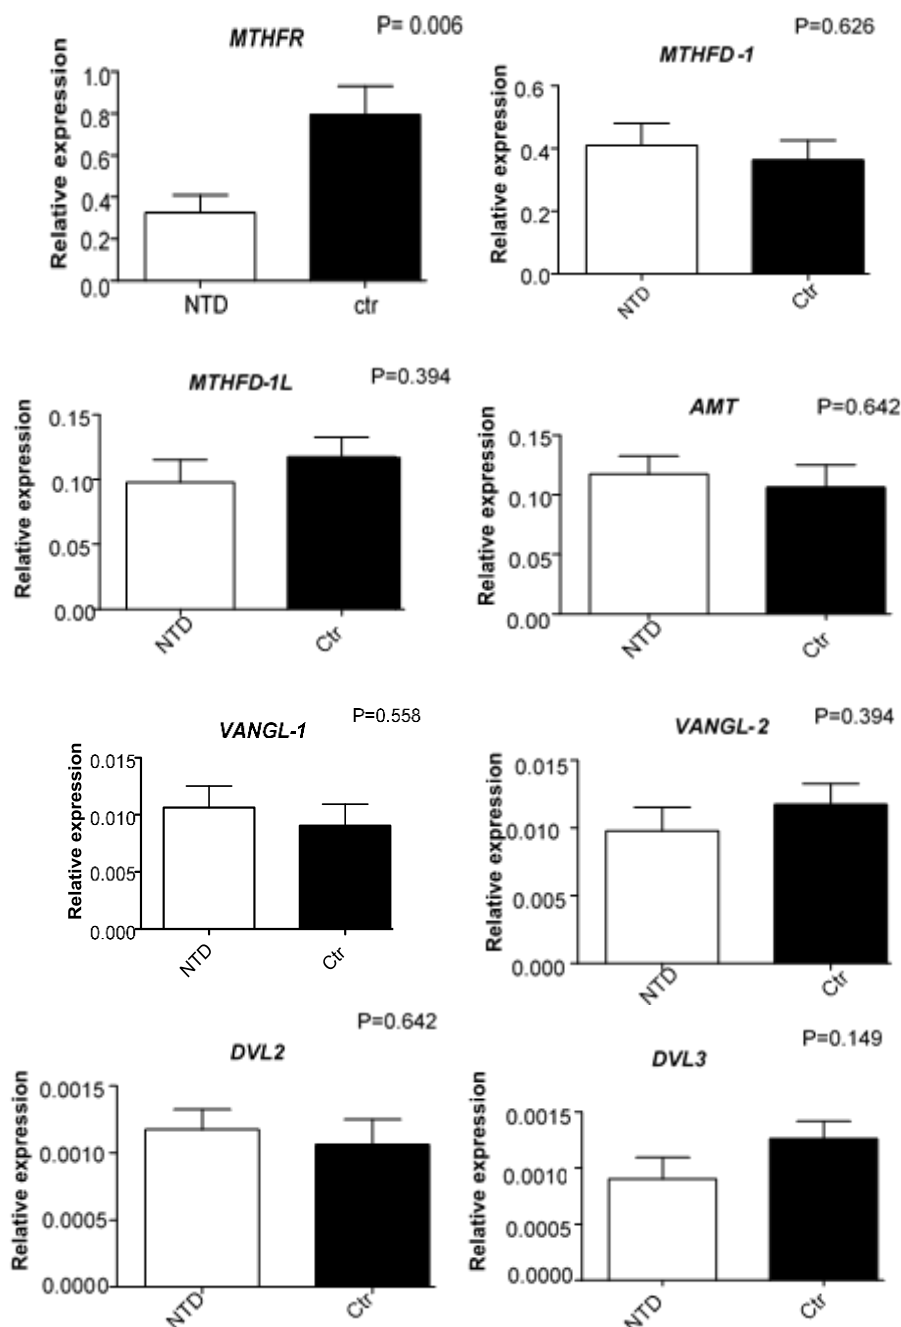 MTHFR
P= 0.006
Relative expression
1.0
0.8
0.6
0.4
0.2
0.0
NTD
ctr
P=0.626
MTHFD-1
Relative expression
0.6
0.4
0.2
0.0
NTD
Ctr
MTHFD-1L
P=0.394
Relative expression
0.15
0.10
0.05
0.00
NTD
Ctr
AMT
P=0.642
Relative expression
0.15
0.10
0.05
0.00
NTD
Ctr
VANGL-1
P=0.558
Relative expression
0.015
0.010
0.005
0.000
NTD
Ctr
VANGL-2
P=0.394
Relative expression
0.015
0.010
0.005
0.000
NTD
Ctr
P=0.642
DVL2
Relative expression
0.0015
0.0010
0.0005
0.0000
NTD
Ctr
P=0.149
DVL3
Relative expression
0.0015
0.0010
0.0005
0.0000
NTD
Ctr